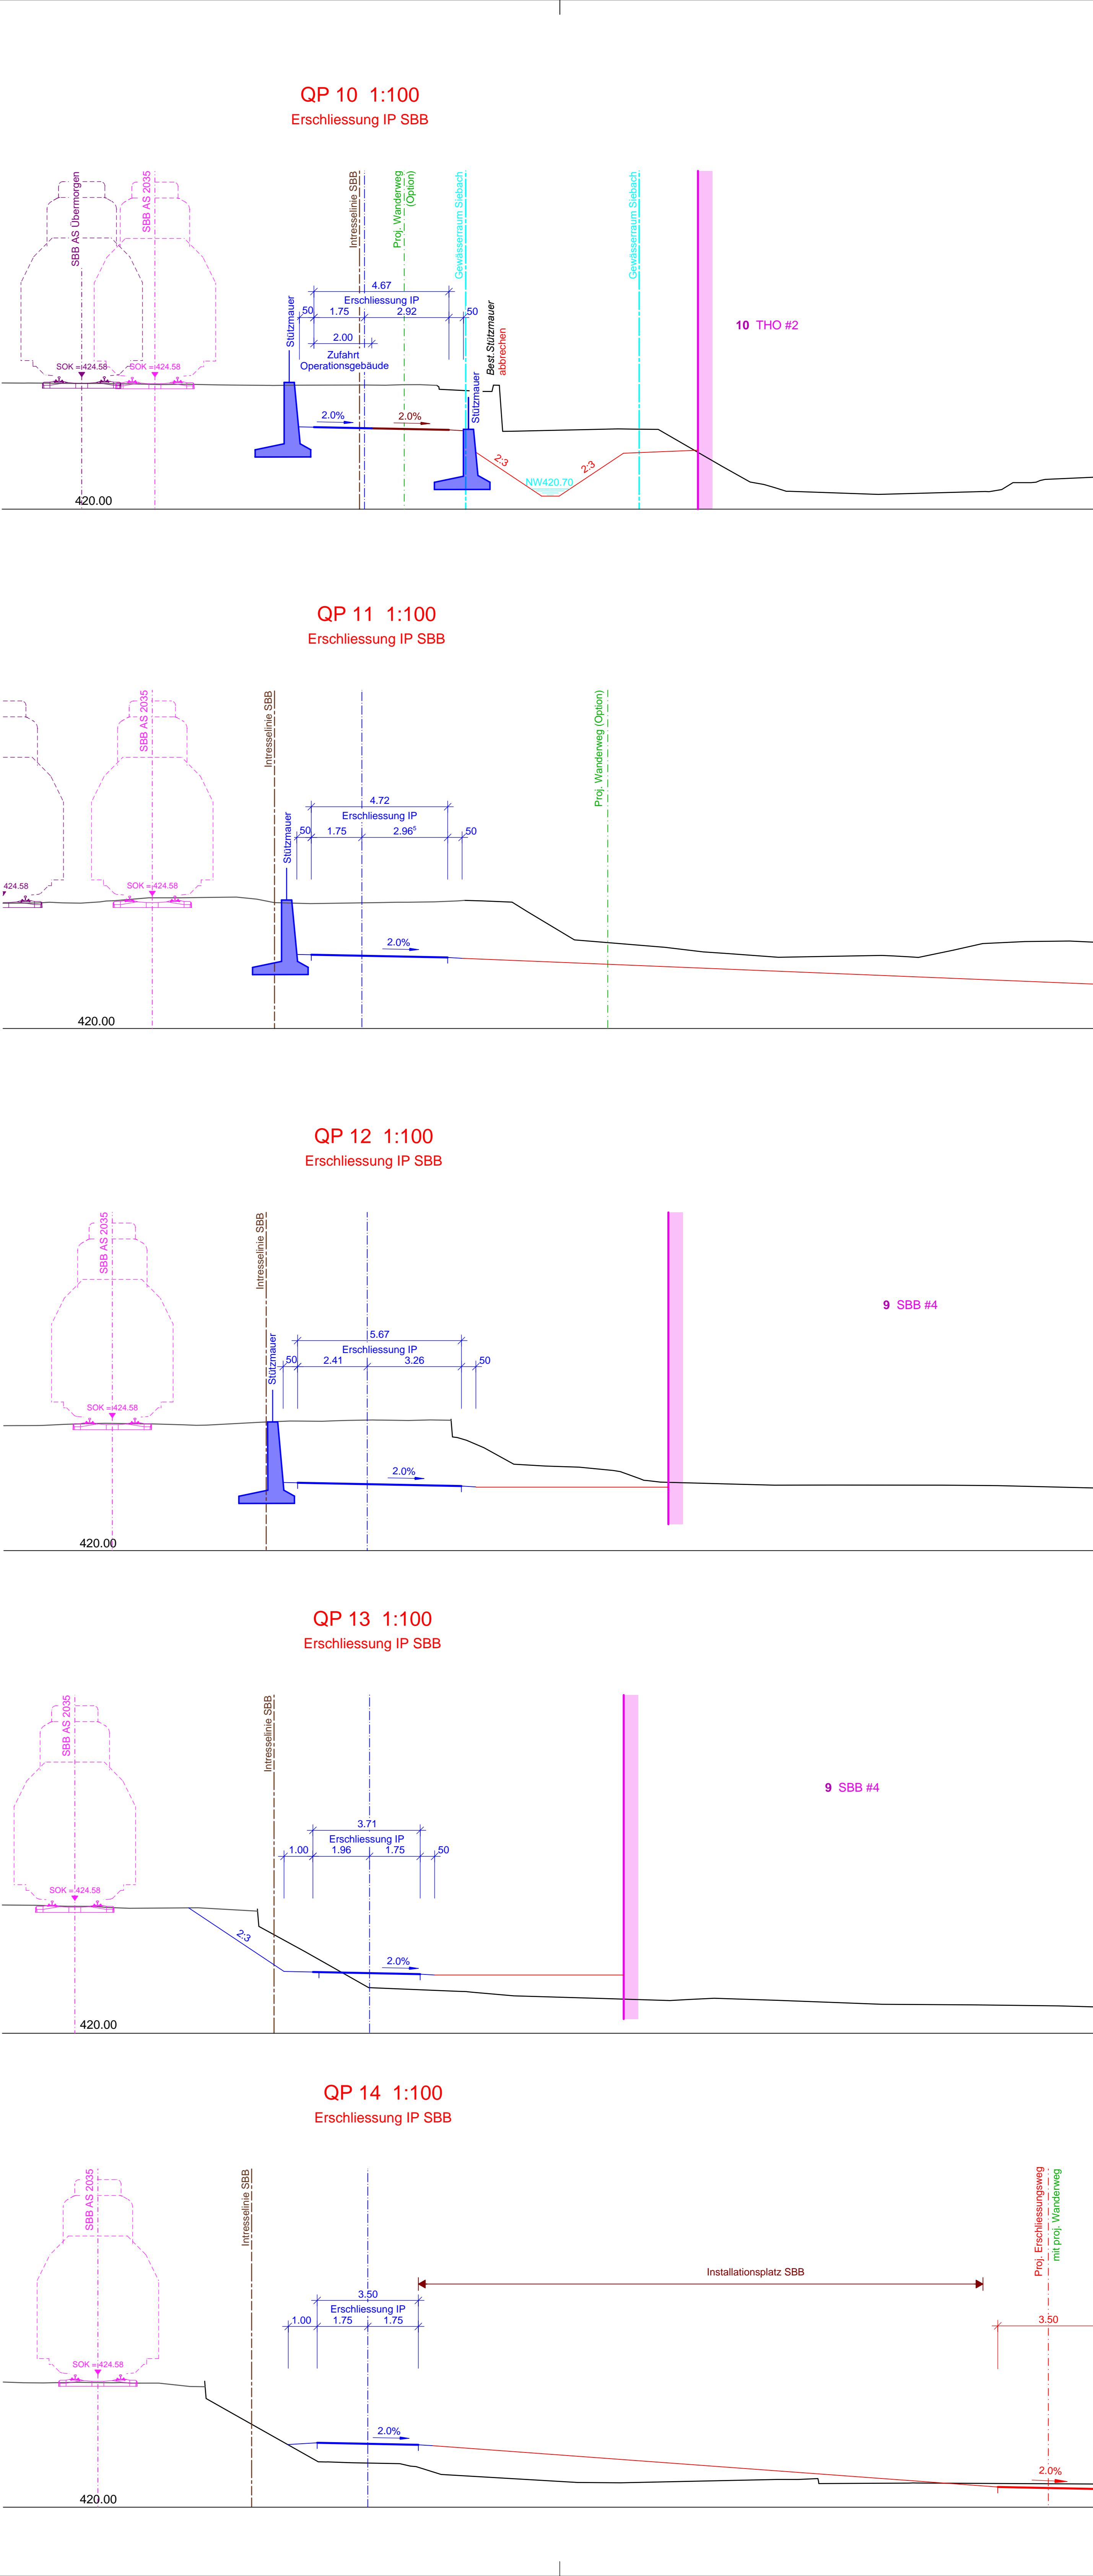 QP 10 1:100
Erschliessung IP SBB
SBB AS Übermorgen
SBB AS 2035
Intresselinie SBB
Proj. Wanderweg
(Option)
Gewässerraum Siebach
Gewässerraum Siebach
4.67
Erschliessung IP
50 1.75 2.92 50
2.00
Zufahrt
Operationsgebäude
Stützmauer
Best.Stützmauer
abbrechen
Stützmauer
10 THO #2
SOK = 424.58
SOK = 424.58
2.0%
2.0%
2:3
2:3
NW420.70
420.00
QP 11 1:100
Erschliessung IP SBB
SBB AS 2035
Intresselinie SBB
Proj. Wanderweg (Option)
4.72
Erschliessung IP
50 1.75 2.96⁵ 50
Stützmauer
424.58
SOK = 424.58
2.0%
420.00
QP 12 1:100
Erschliessung IP SBB
SBB AS 2035
Intresselinie SBB
9 SBB #4
5.67
Erschliessung IP
50 2.41 3.26 50
Stützmauer
SOK = 424.58
2.0%
420.00
QP 13 1:100
Erschliessung IP SBB
SBB AS 2035
Intresselinie SBB
9 SBB #4
3.71
Erschliessung IP
1.00 1.96 1.75 50
SOK = 424.58
2:3
2.0%
420.00
QP 14 1:100
Erschliessung IP SBB
SBB AS 2035
Intresselinie SBB
Proj. Erschliessungsweg
mit proj. Wanderweg
Installationsplatz SBB
3.50
Erschliessung IP
1.00 1.75 1.75
3.50
SOK = 424.58
2.0%
2.0%
420.00